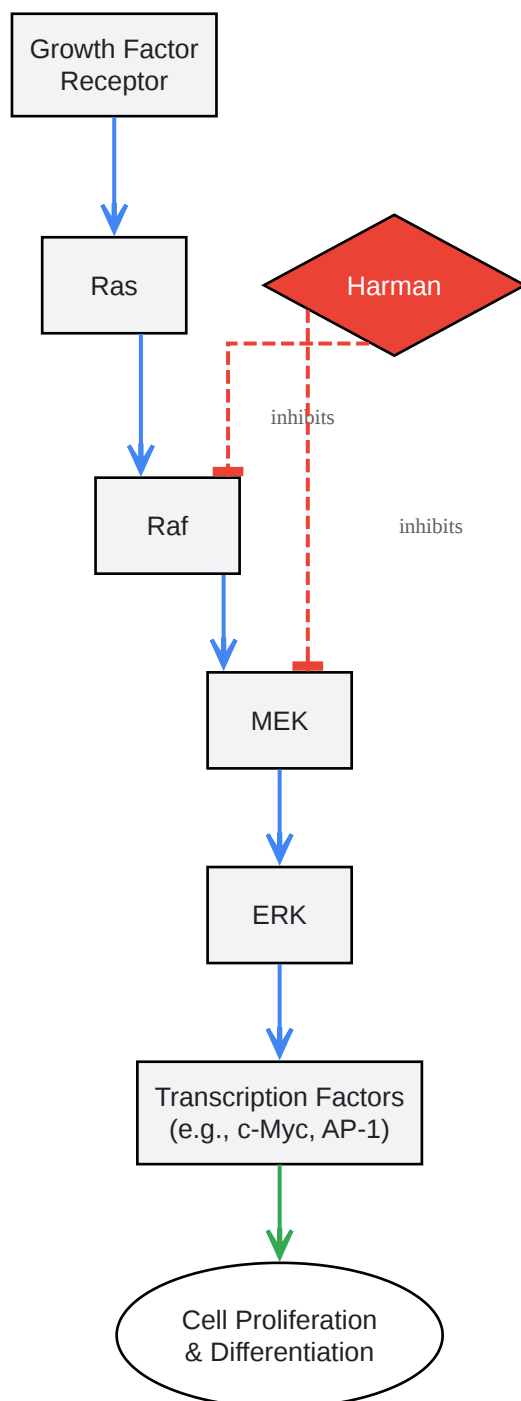 Growth Factor
Receptor
Ras
Harman
inhibits
Raf
inhibits
MEK
ERK
Transcription Factors
(e.g., c-Myc, AP-1)
Cell Proliferation
& Differentiation